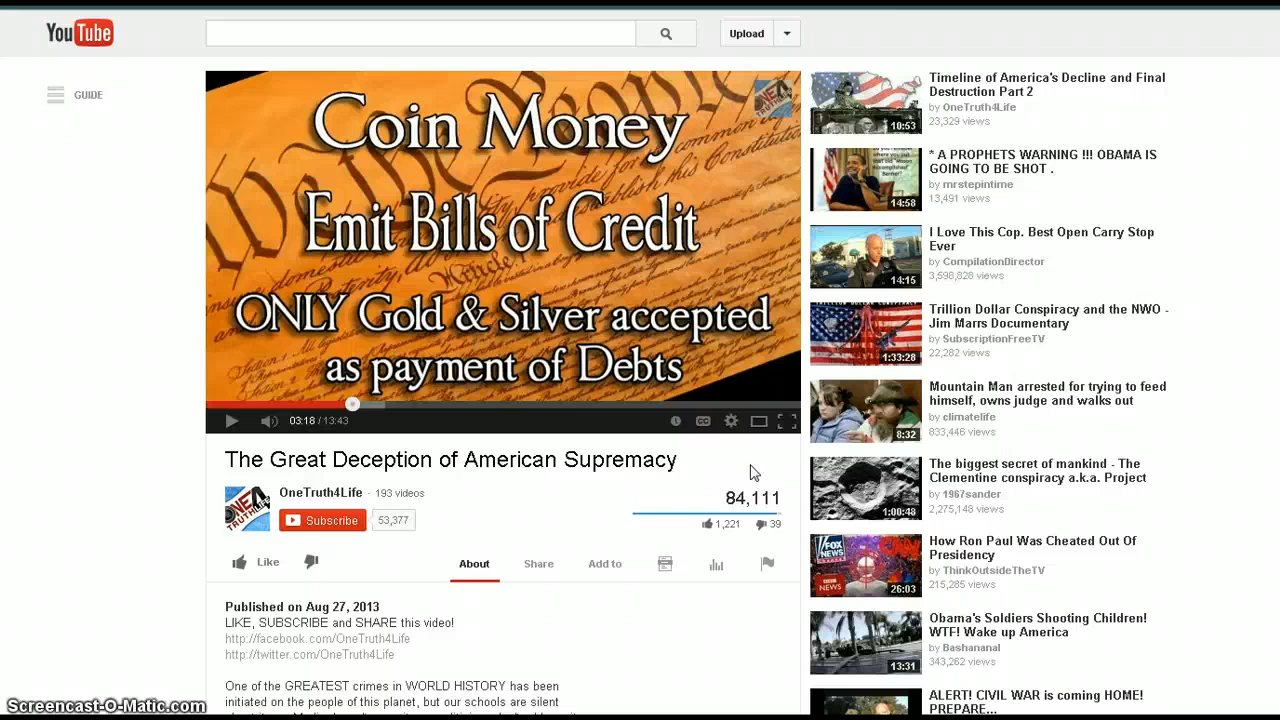 YouTube
Upload
GUIDE
Coin Money
Emit Bills of Credit
ONLY Gold & Silver accepted
as payment of Debts
03:18 / 13:43
The Great Deception of American Supremacy
OneTruth4Life · 193 videos
Subscribe 53,377
84,111
1,221 39
Like
About Share Add to
Published on Aug 27, 2013
LIKE, SUBSCRIBE and SHARE this video!
http://facebook.com/OneTruth4Life
http://twitter.com/OneTruth4Life
One of the GREATEST crimes in WORLD HISTORY has been
initiated on the people of this planet, but our schools are silent
Timeline of America's Decline and Final
Destruction Part 2
by OneTruth4Life
23,329 views
10:53
* A PROPHETS WARNING !!! OBAMA IS
GOING TO BE SHOT .
by mrstepintime
13,491 views
14:58
I Love This Cop. Best Open Carry Stop
Ever
by CompilationDirector
3,598,828 views
14:15
Trillion Dollar Conspiracy and the NWO -
Jim Marrs Documentary
by SubscriptionFreeTV
22,282 views
1:33:28
Mountain Man arrested for trying to feed
himself, owns judge and walks out
by climatelife
833,446 views
8:32
The biggest secret of mankind - The
Clementine conspiracy a.k.a. Project
by 1967sander
2,275,148 views
1:00:48
How Ron Paul Was Cheated Out Of
Presidency
by ThinkOutsideTheTV
215,285 views
FOX
NEWS
BBC
NEWS
26:03
Obama's Soldiers Shooting Children!
WTF! Wake up America
by Bashananal
343,262 views
13:31
ALERT! CIVIL WAR is coming HOME!
PREPARE...
Screencast-O-Matic.com